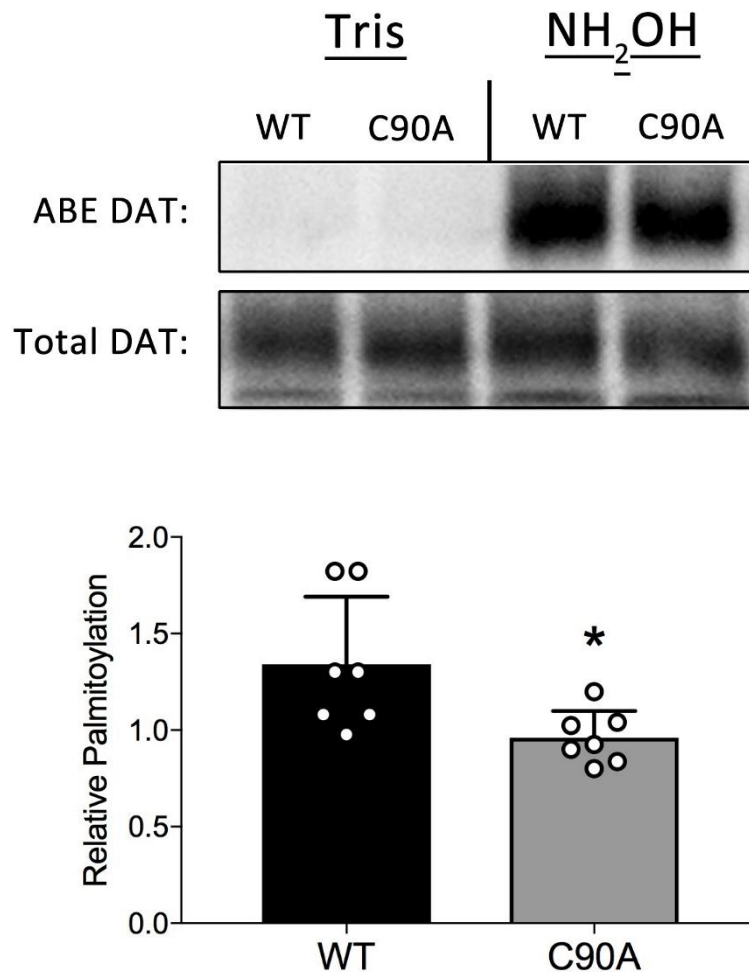 Tris NH₂OH
WT C90A WT C90A
ABE DAT:
Total DAT:
2.0
1.5
1.0
0.5
0.0
Relative Palmitoylation
*
WT C90A